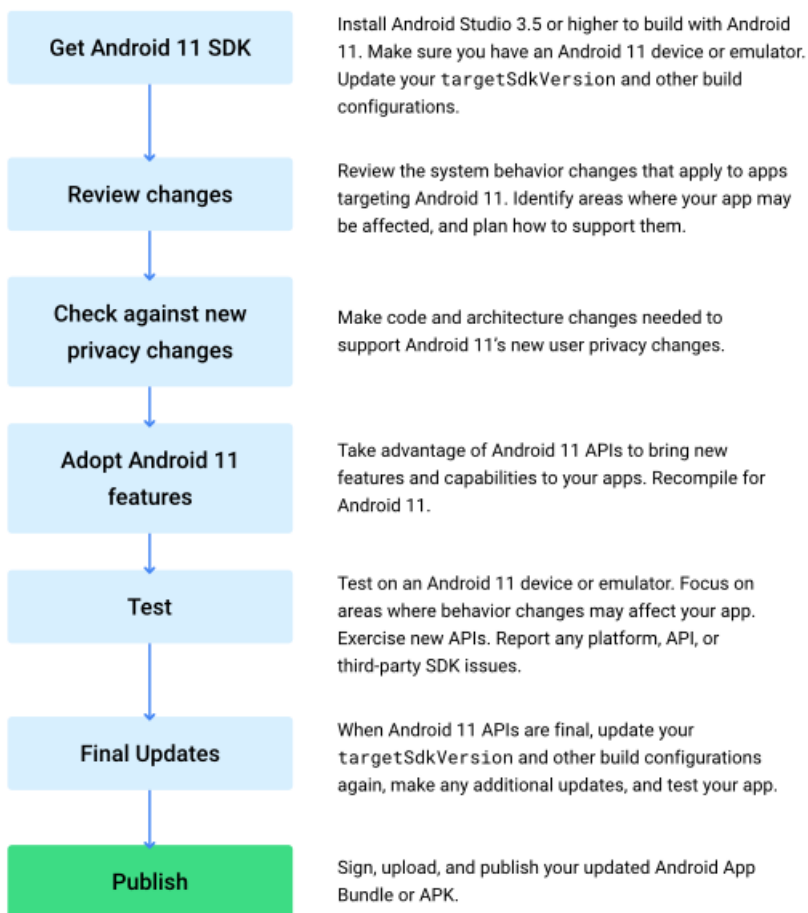 Get Android 11 SDK
Install Android Studio 3.5 or higher to build with Android
11. Make sure you have an Android 11 device or emulator.
Update your targetSdkVersion and other build
configurations.
Review changes
Review the system behavior changes that apply to apps
targeting Android 11. Identify areas where your app may
be affected, and plan how to support them.
Check against new
privacy changes
Make code and architecture changes needed to
support Android 11's new user privacy changes.
Adopt Android 11
features
Take advantage of Android 11 APIs to bring new
features and capabilities to your apps. Recompile for
Android 11.
Test
Test on an Android 11 device or emulator. Focus on
areas where behavior changes may affect your app.
Exercise new APIs. Report any platform, API, or
third-party SDK issues.
Final Updates
When Android 11 APIs are final, update your
targetSdkVersion and other build configurations
again, make any additional updates, and test your app.
Publish
Sign, upload, and publish your updated Android App
Bundle or APK.